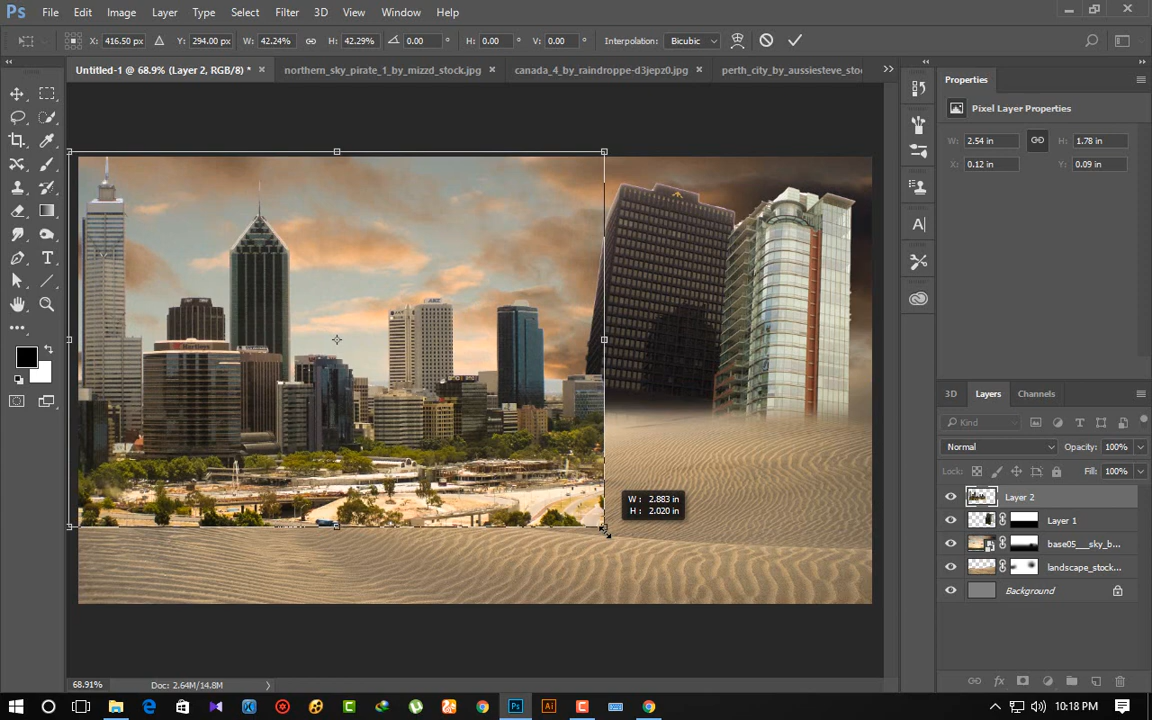 Ps File Edit Image Layer Type Select Filter 3D View Window Help
X: 416.50 px Y: 294.00 px W: 42.24% H: 42.29% 0.00 ° H: 0.00 ° V: 0.00 ° Interpolation: Bicubic
Untitled-1 @ 68.9% (Layer 2, RGB/8) * × northern_sky_pirate_1_by_mizzd_stock.jpg × canada_4_by_raindroppe-d3jepz0.jpg × perth_city_by_aussiesteve_sto
Properties
Pixel Layer Properties
W: 2.54 in H: 1.78 in
X: 0.12 in Y: 0.09 in
W : 2.883 in
H : 2.020 in
3D Layers Channels
Kind
Normal Opacity: 100%
Lock: Fill: 100%
Layer 2
Layer 1
base05___sky_b...
landscape_stock...
Background
68.91% Doc: 2.64M/14.8M
10:18 PM